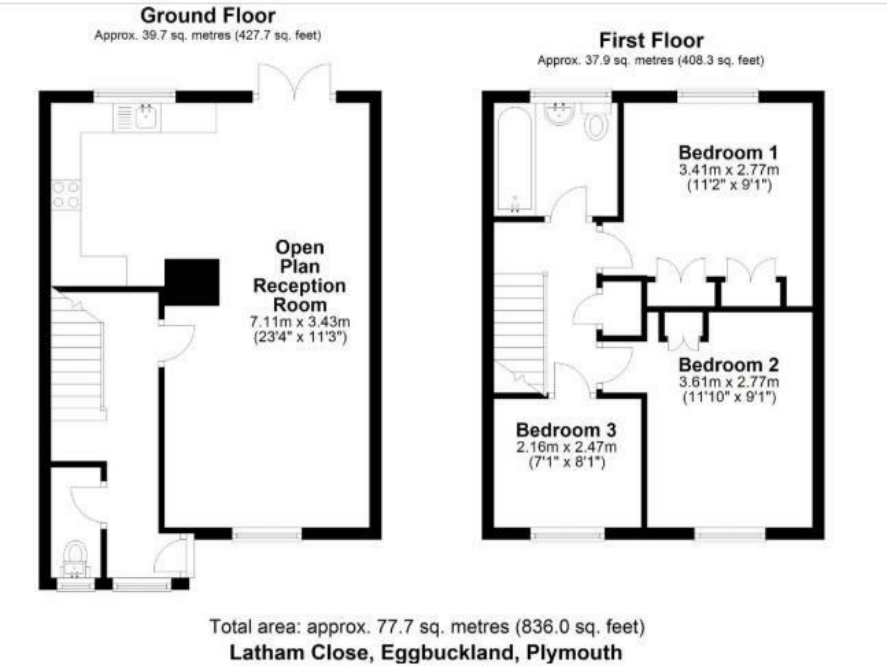 Ground Floor
Approx. 39.7 sq. metres (427.7 sq. feet)
Open
Plan
Reception
Room
7.11m x 3.43m
(23'4" x 11'3")
First Floor
Approx. 37.9 sq. metres (408.3 sq. feet)
Bedroom 1
3.41m x 2.77m
(11'2" x 9'1")
Bedroom 2
3.61m x 2.77m
(11'10" x 9'1")
Bedroom 3
2.16m x 2.47m
(7'1" x 8'1")
Total area: approx. 77.7 sq. metres (836.0 sq. feet)
Latham Close, Eggbuckland, Plymouth